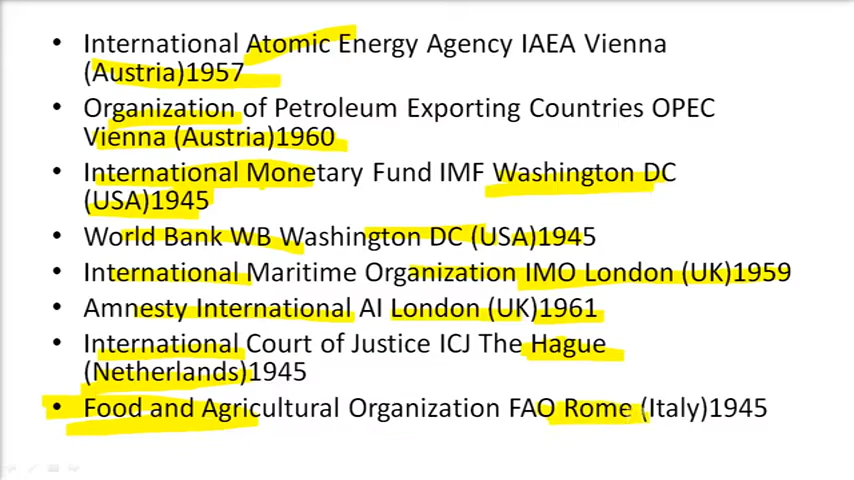 • International Atomic Energy Agency IAEA Vienna
(Austria)1957
• Organization of Petroleum Exporting Countries OPEC
Vienna (Austria)1960
• International Monetary Fund IMF Washington DC
(USA)1945
• World Bank WB Washington DC (USA)1945
• International Maritime Organization IMO London (UK)1959
• Amnesty International AI London (UK)1961
• International Court of Justice ICJ The Hague
(Netherlands)1945
• Food and Agricultural Organization FAO Rome (Italy)1945